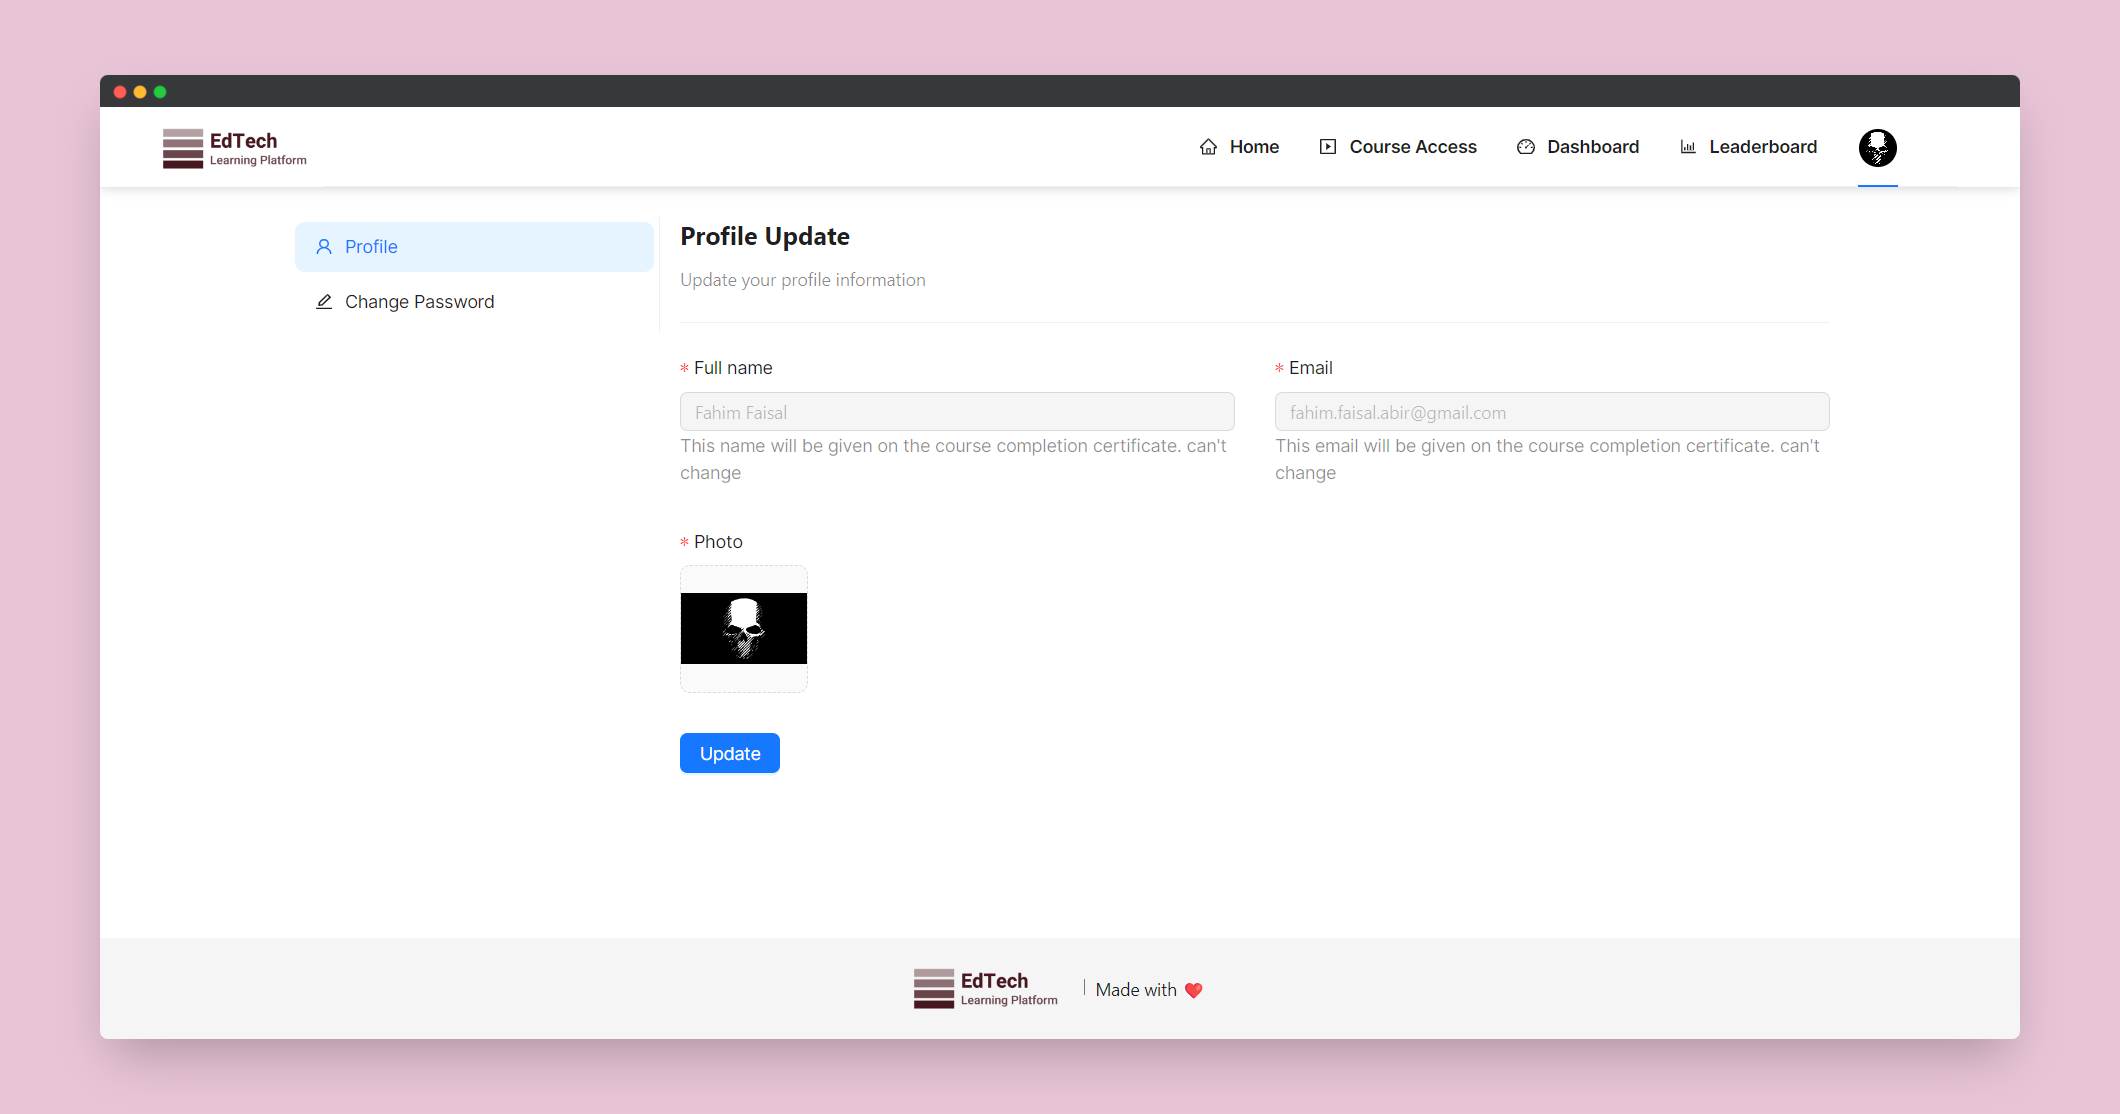 EdTech
Learning Platform
Home
Course Access
Dashboard
Leaderboard
Profile
Change Password
Profile Update
Update your profile information
* Full name
Fahim Faisal
This name will be given on the course completion certificate. can't
change
* Email
fahim.faisal.abir@gmail.com
This email will be given on the course completion certificate. can't
change
* Photo
Update
EdTech
Learning Platform
| Made with ❤️